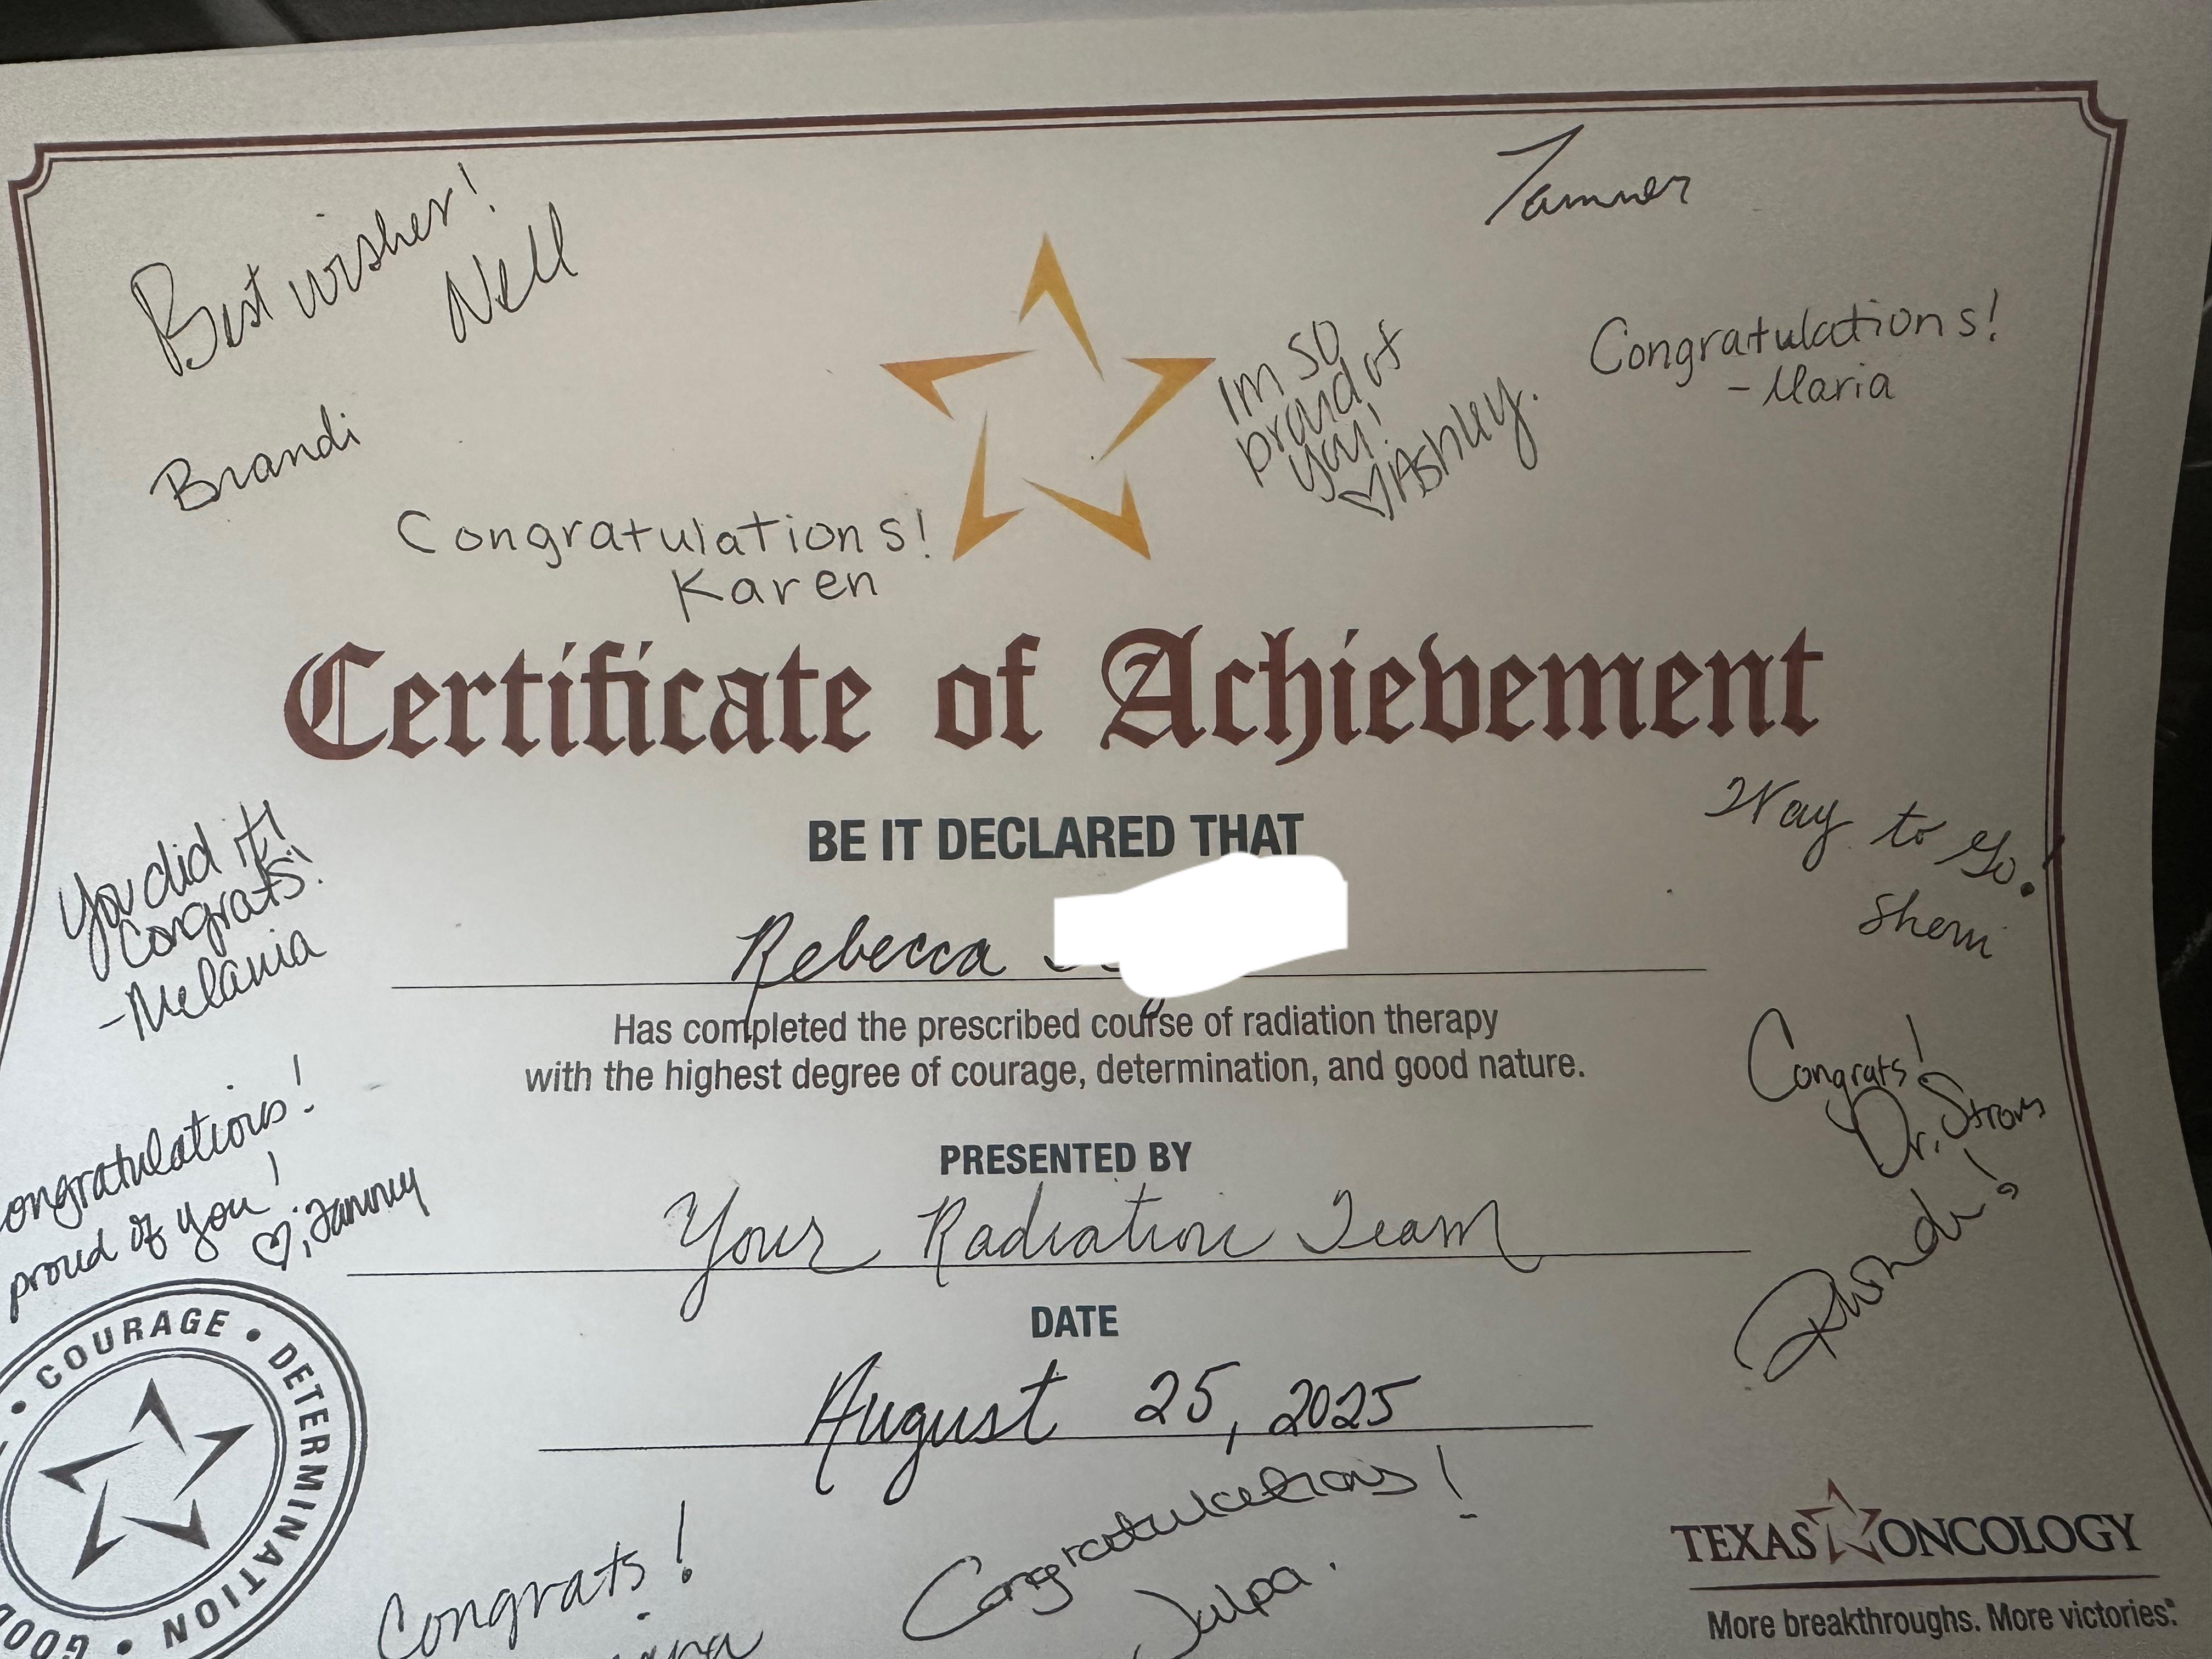 Best wishes!
Nell
Tanner
Brandi
Im so
proud of
you!
♡Ashley.
Congratulations!
-Maria
Congratulations!
Karen
Certificate of Achievement
BE IT DECLARED THAT
Rebecca
Has completed the prescribed course of radiation therapy
with the highest degree of courage, determination, and good nature.
PRESENTED BY
Your Radiation Team
DATE
August 25, 2025
You did it!
Congrats!
-Melania
ongratulations!
proud of you!
♡, Tammy
Way to Go!
Sherri
Congrats!
Dr. Strom
Rhonda!
• COURAGE • DETERMINATION • GOOD
Congrats!
Congratulations!
Julpa.
TEXAS ONCOLOGY
More breakthroughs. More victories.®